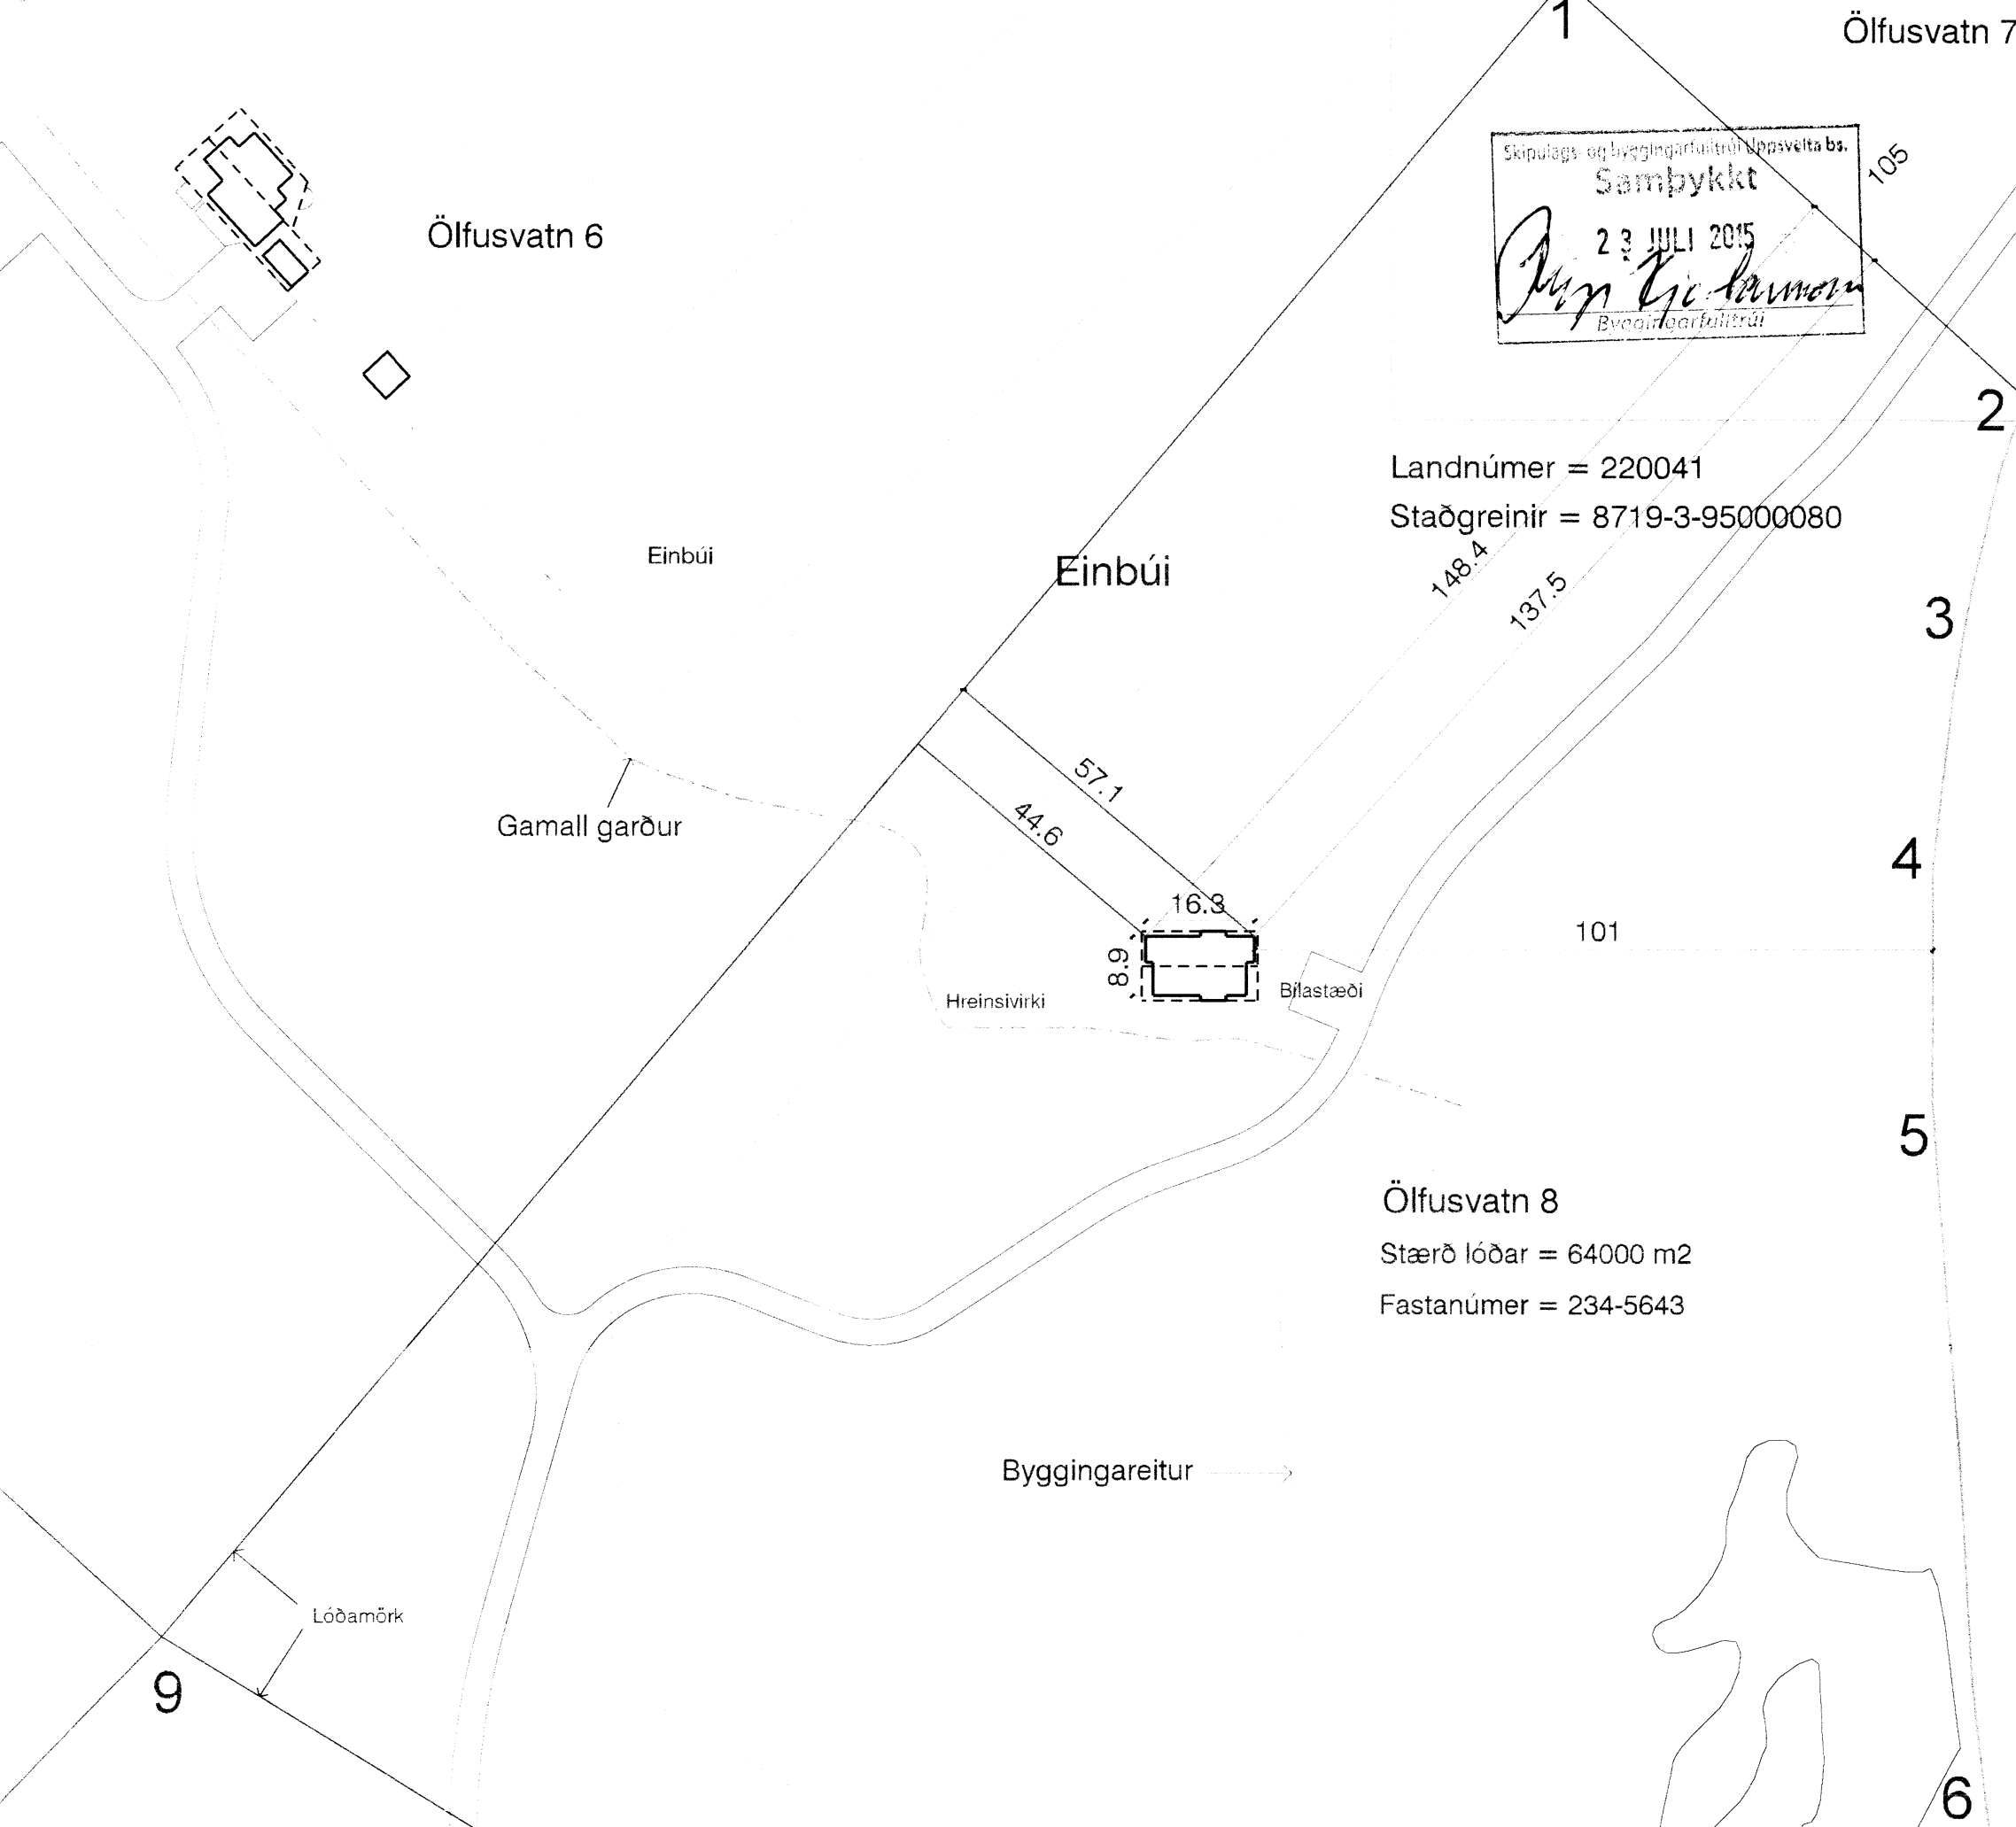 1
Ölfusvatn 7
Skipulags- og byggingarfulltrúi Uppsveita bs.
Samþykkt
23 JULI 2015
Byggingarfulltrúi
105
Ölfusvatn 6
2
Landnúmer = 220041
Staðgreinir = 8719-3-95000080
Einbúi
Einbúi
148.4
137.5
3
57.1
44.6
Gamall garður
4
16.3
101
8.9
Hreinsivirki
Bílastæði
5
Ölfusvatn 8
Stærð lóðar = 64000 m2
Fastanúmer = 234-5643
Byggingareitur
Lóðamörk
9
6